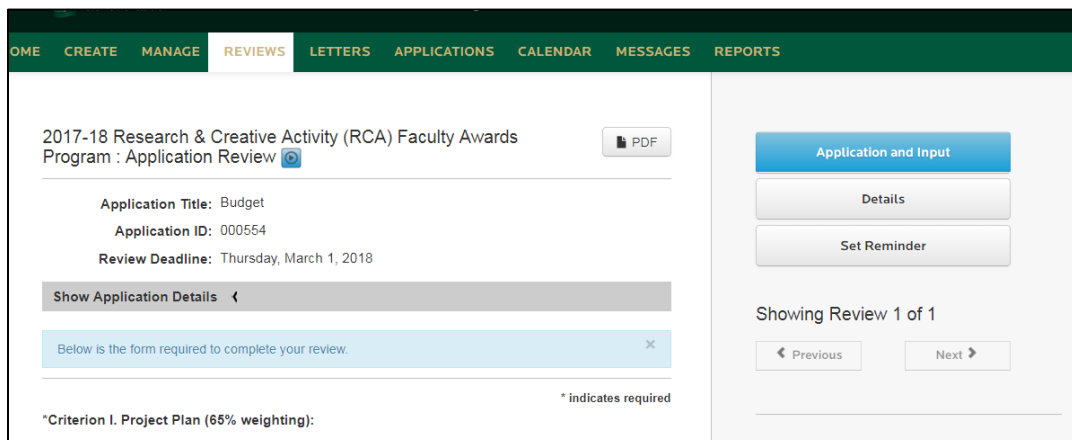 OME CREATE MANAGE REVIEWS LETTERS APPLICATIONS CALENDAR MESSAGES REPORTS
2017-18 Research & Creative Activity (RCA) Faculty Awards
Program : Application Review
PDF
Application Title: Budget
Application ID: 000554
Review Deadline: Thursday, March 1, 2018
Show Application Details
Below is the form required to complete your review.
* indicates required
*Criterion I. Project Plan (65% weighting):
Application and Input
Details
Set Reminder
Showing Review 1 of 1
Previous
Next